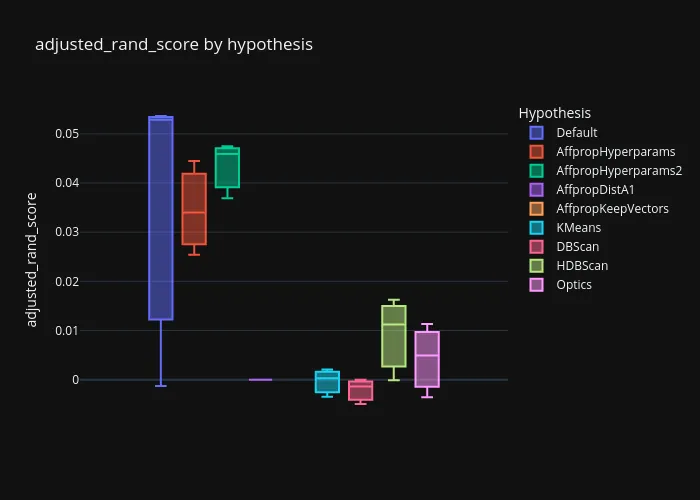 adjusted_rand_score by hypothesis
Hypothesis
Default
AffpropHyperparams
AffpropHyperparams2
AffpropDistA1
AffpropKeepVectors
KMeans
DBScan
HDBScan
Optics
adjusted_rand_score
0.05
0.04
0.03
0.02
0.01
0